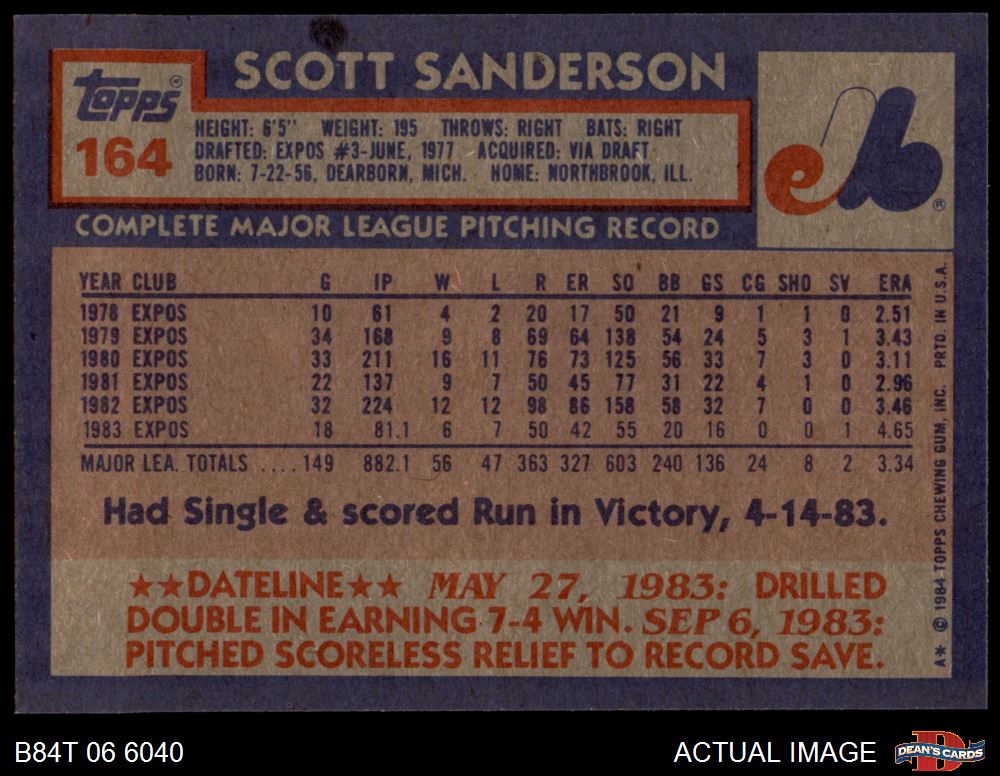 SCOTT SANDERSON
Topps®
164
HEIGHT: 6'5" WEIGHT: 195 THROWS: RIGHT BATS: RIGHT
DRAFTED: EXPOS #3-JUNE, 1977 ACQUIRED: VIA DRAFT
BORN: 7-22-56, DEARBORN, MICH. HOME: NORTHBROOK, ILL.
eb®
COMPLETE MAJOR LEAGUE PITCHING RECORD
YEAR CLUB G IP W L R ER SO BB GS CG SHO SV ERA
1978 EXPOS 10 61 4 2 20 17 50 21 9 1 1 0 2.51
1979 EXPOS 34 168 9 8 69 64 138 54 24 5 3 1 3.43
1980 EXPOS 33 211 16 11 76 73 125 56 33 7 3 0 3.11
1981 EXPOS 22 137 9 7 50 45 77 31 22 4 1 0 2.96
1982 EXPOS 32 224 12 12 98 86 158 58 32 7 0 0 3.46
1983 EXPOS 18 81.1 6 7 50 42 55 20 16 0 0 1 4.65
MAJOR LEA. TOTALS .... 149 882.1 56 47 363 327 603 240 136 24 8 2 3.34
Had Single & scored Run in Victory, 4-14-83.
★★DATELINE★★ MAY 27, 1983: DRILLED
DOUBLE IN EARNING 7-4 WIN. SEP 6, 1983:
PITCHED SCORELESS RELIEF TO RECORD SAVE.
A* © 1984 TOPPS CHEWING GUM, INC. PRTD. IN U.S.A.
B84T 06 6040
ACTUAL IMAGE
D
DEAN'S CARDS